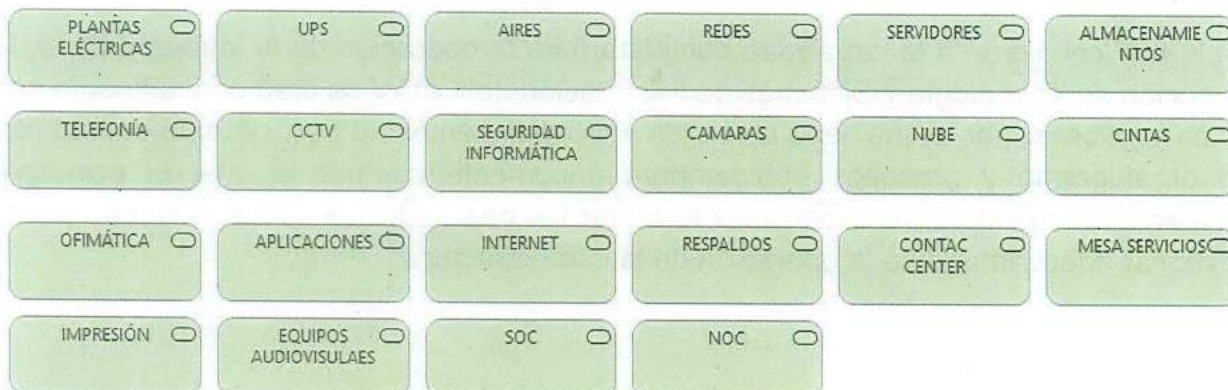 PLANTAS
ELÉCTRICAS
UPS
AIRES
REDES
SERVIDORES
ALMACENAMIE
NTOS
TELEFONÍA
CCTV
SEGURIDAD
INFORMÁTICA
CAMARAS
NUBE
CINTAS
OFIMÁTICA
APLICACIONES
INTERNET
RESPALDOS
CONTAC
CENTER
MESA SERVICIOS
IMPRESIÓN
EQUIPOS
AUDIOVISULAES
SOC
NOC